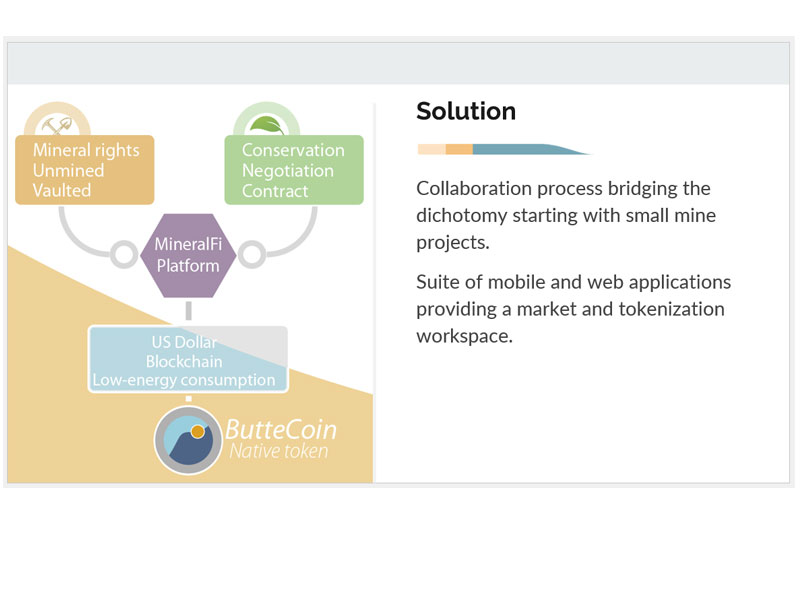 Mineral rights
Unmined
Vaulted
Conservation
Negotiation
Contract
MineralFi
Platform
US Dollar
Blockchain
Low-energy consumption
ButteCoin
Native token
Solution
Collaboration process bridging the
dichotomy starting with small mine
projects.
Suite of mobile and web applications
providing a market and tokenization
workspace.